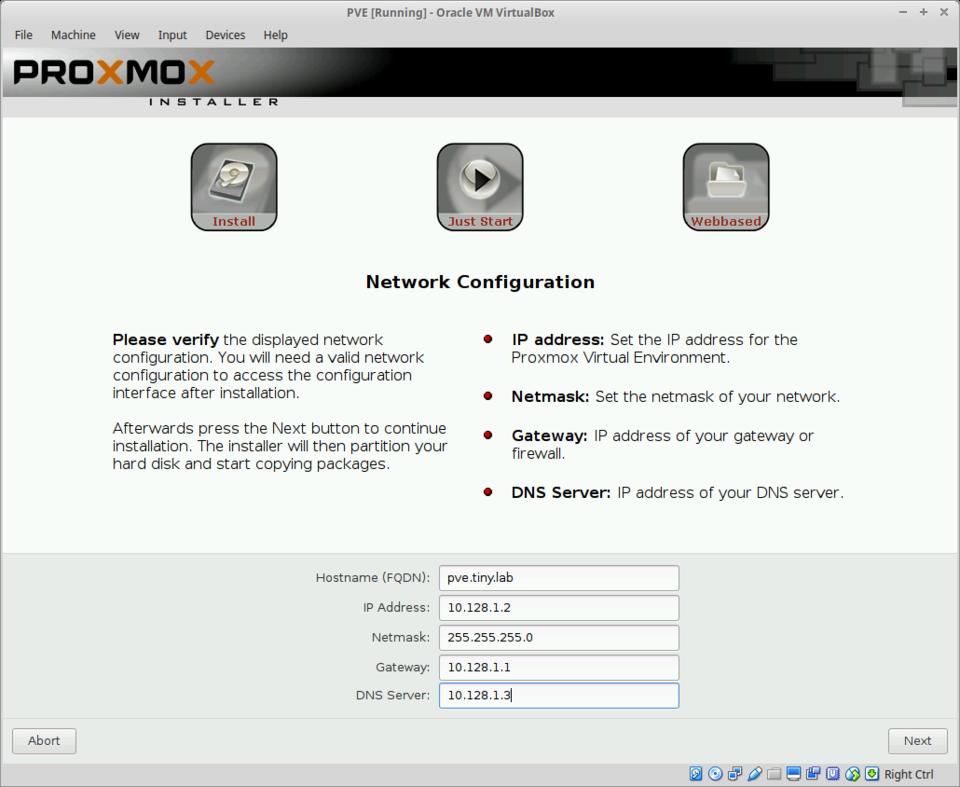 PVE [Running] - Oracle VM VirtualBox
File Machine View Input Devices Help
PROXMOX
INSTALLER
Install
Just Start
Webbased
Network Configuration
Please verify the displayed network
configuration. You will need a valid network
configuration to access the configuration
interface after installation.
Afterwards press the Next button to continue
installation. The installer will then partition your
hard disk and start copying packages.
IP address: Set the IP address for the
Proxmox Virtual Environment.
Netmask: Set the netmask of your network.
Gateway: IP address of your gateway or
firewall.
DNS Server: IP address of your DNS server.
Hostname (FQDN): pve.tiny.lab
IP Address: 10.128.1.2
Netmask: 255.255.255.0
Gateway: 10.128.1.1
DNS Server: 10.128.1.3
Abort
Next
Right Ctrl